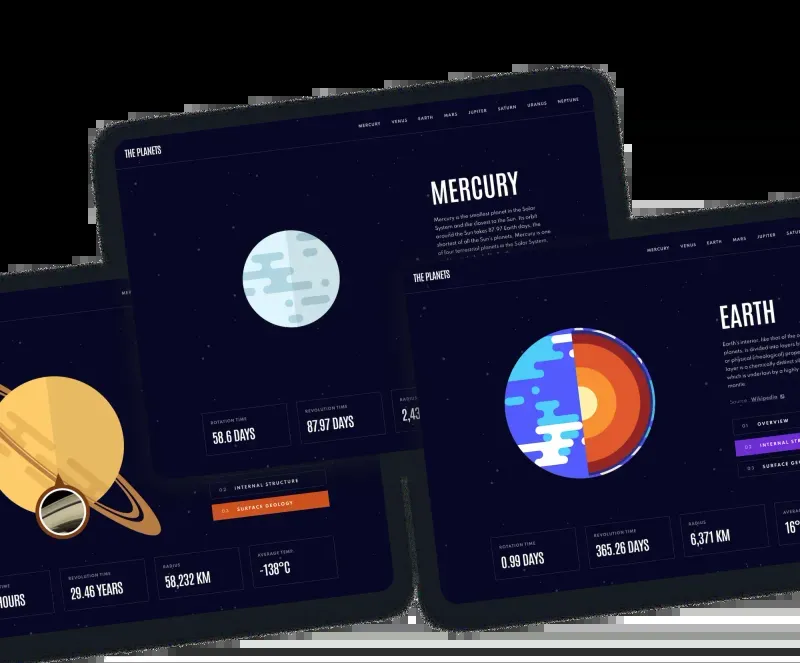 MERCURY VENUS EARTH MARS JUPITER SATURN URANUS NEPTUNE
THE PLANETS
MERCURY
Mercury is the smallest planet in the Solar
System and the closest to the Sun. Its orbit
around the Sun takes 87.97 Earth days, the
shortest of all the Sun's planets. Mercury is one
of four terrestrial planets in the Solar System,
ROTATION TIME
58.6 DAYS
REVOLUTION TIME
87.97 DAYS
RADIUS
2,43
MERCURY VENUS EARTH MARS JUPITER
THE PLANETS
EARTH
Earth's interior, like that of the
planets, is divided into layers
or physical (rheological)
layer is a chemically distinct
which is underlain by a highly
mantle.
Source: Wikipedia
01 OVERVIEW
02 INTERNAL
03 SURFACE
ROTATION TIME
0.99 DAYS
REVOLUTION TIME
365.26 DAYS
RADIUS
6,371 KM
16°
02 INTERNAL STRUCTURE
03 SURFACE GEOLOGY
HOURS
REVOLUTION TIME
29.46 YEARS
RADIUS
58,232 KM
AVERAGE TEMP.
-138°C